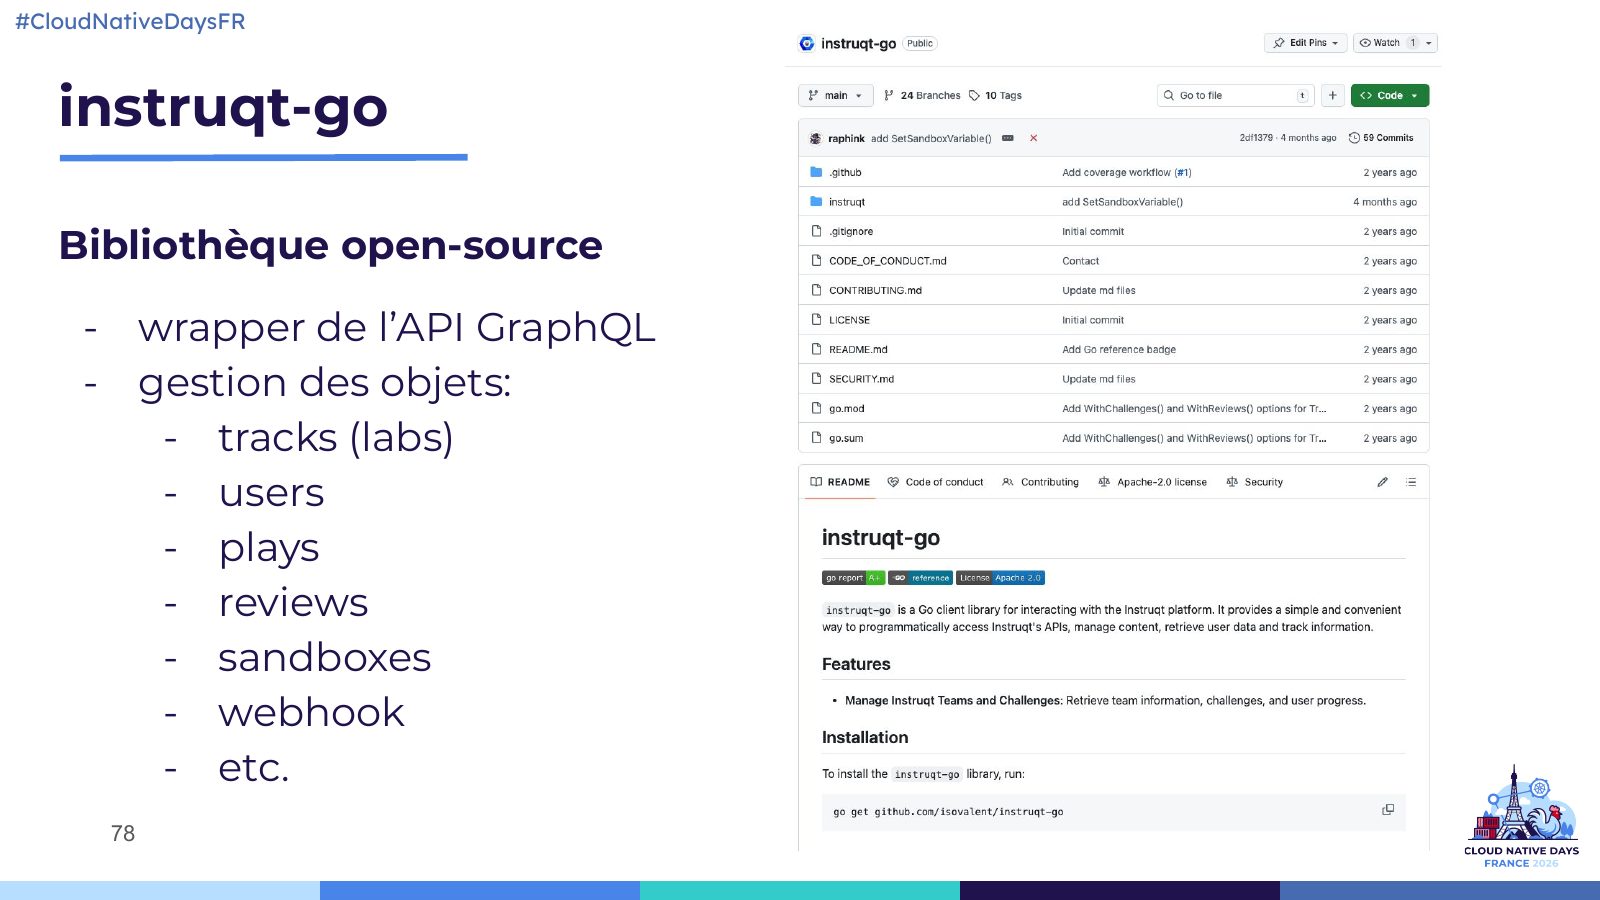 #CloudNativeDaysFR
instruqt-go
Bibliothèque open-source
- wrapper de l’API GraphQL
- gestion des objets:
- tracks (labs)
- users
- plays
- reviews
- sandboxes
- webhook
- etc.
78
instruqt-go Public Edit Pins Watch 1
main 24 Branches 10 Tags Go to file t + <> Code
raphink add SetSandboxVariable() 2df1379 · 4 months ago 59 Commits
.github Add coverage workflow (#1) 2 years ago
instruqt add SetSandboxVariable() 4 months ago
.gitignore Initial commit 2 years ago
CODE_OF_CONDUCT.md Contact 2 years ago
CONTRIBUTING.md Update md files 2 years ago
LICENSE Initial commit 2 years ago
README.md Add Go reference badge 2 years ago
SECURITY.md Update md files 2 years ago
go.mod Add WithChallenges() and WithReviews() options for Tr... 2 years ago
go.sum Add WithChallenges() and WithReviews() options for Tr... 2 years ago
README Code of conduct Contributing Apache-2.0 license Security
instruqt-go
go report A+ GO reference License Apache 2.0
instruqt-go is a Go client library for interacting with the Instruqt platform. It provides a simple and convenient
way to programmatically access Instruqt's APIs, manage content, retrieve user data and track information.
Features
• Manage Instruqt Teams and Challenges: Retrieve team information, challenges, and user progress.
Installation
To install the instruqt-go library, run:
go get github.com/isovalent/instruqt-go
CLOUD NATIVE DAYS
FRANCE 2026